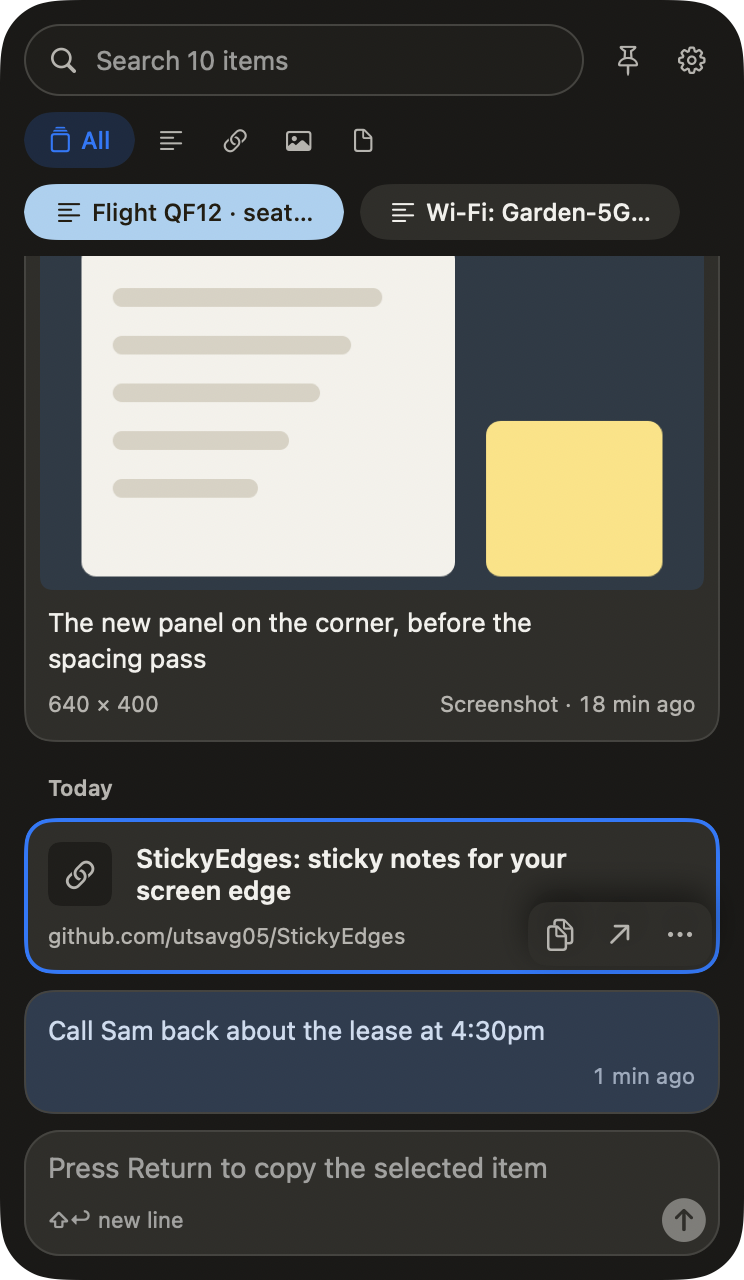 Search 10 items
All
Flight QF12 · seat...
Wi-Fi: Garden-5G...
The new panel on the corner, before the
spacing pass
640 × 400
Screenshot · 18 min ago
Today
StickyEdges: sticky notes for your
screen edge
github.com/utsavg05/StickyEdges
Call Sam back about the lease at 4:30pm
1 min ago
Press Return to copy the selected item
new line